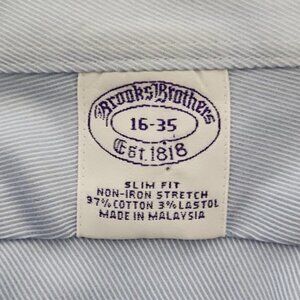 Brooks Brothers
16-35
Est. 1818
SLIM FIT
NON-IRON STRETCH
97% COTTON 3% LASTOL
MADE IN MALAYSIA